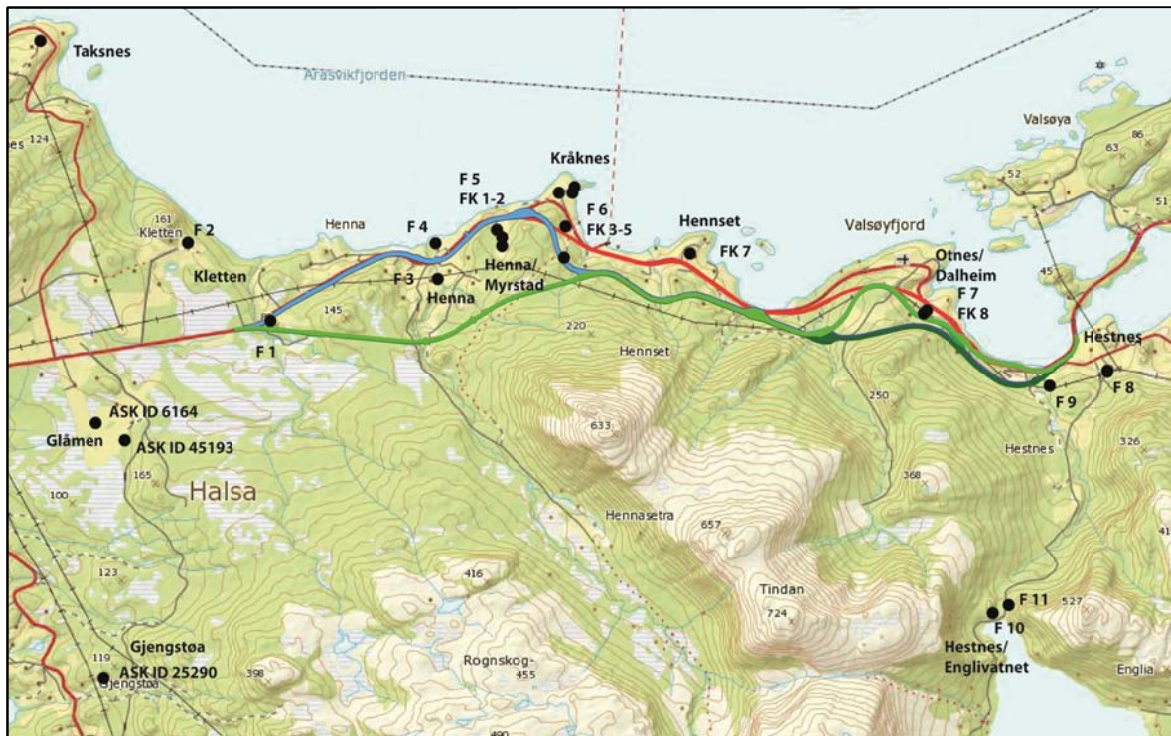 Taksnes
Arasvikfjorden
124
Valsøya
86
63
52
51
Kråknes
F 5
FK 1-2
F 6
FK 3-5
161
Kletten
F 2
Henna
F 4
Hennset
FK 7
Valsøyfjord
Otnes/
Dalheim
F 7
FK 8
45
Kletten
F 3
Henna
Henna/
Myrstad
145
F 1
220
Hennset
Hestnes
F 8
F 9
250
ASK ID 6164
Glåmen
ASK ID 45193
633
Hestnes
326
368
165
100
Halsa
Hennasetra
657
123
416
Tindan
724
F 11
527
F 10
Hestnes/
Englivatnet
Gjengstøa
119
ASK ID 25290
Gjengstøa
398
Rognskog-
455
Englia
490